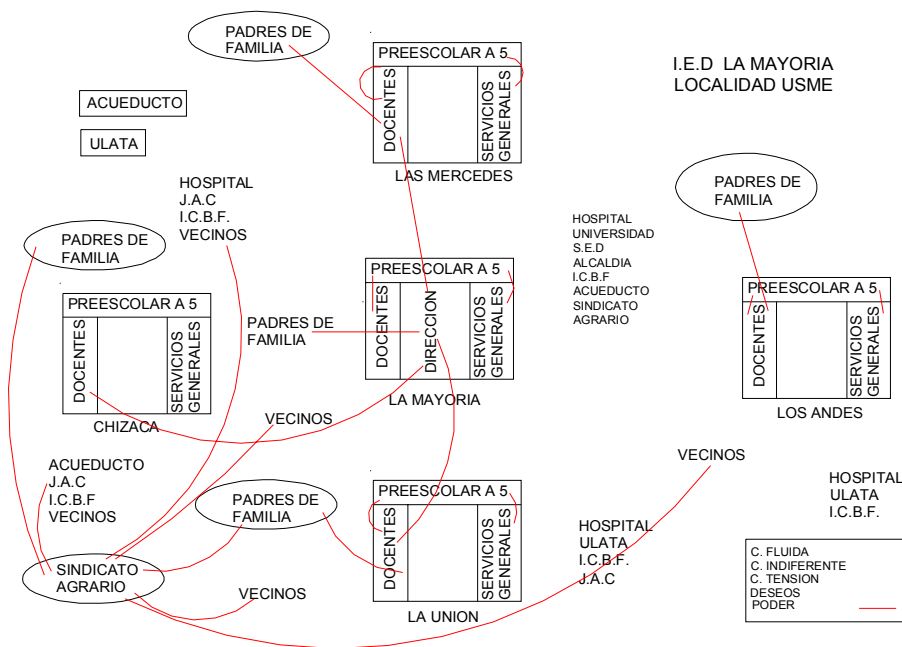 PADRES DE
FAMILIA
PREESCOLAR A 5
DOCENTES
SERVICIOS
GENERALES
LAS MERCEDES
I.E.D LA MAYORIA
LOCALIDAD USME
ACUEDUCTO
ULATA
HOSPITAL
J.A.C
I.C.B.F.
VECINOS
PADRES DE
FAMILIA
PREESCOLAR A 5
DOCENTES
SERVICIOS
GENERALES
CHIZACA
PADRES DE
FAMILIA
PREESCOLAR A 5
DOCENTES
DIRECCION
SERVICIOS
GENERALES
LA MAYORIA
HOSPITAL
UNIVERSIDAD
S.E.D
ALCALDIA
I.C.B.F
ACUEDUCTO
SINDICATO
AGRARIO
PADRES DE
FAMILIA
PREESCOLAR A 5
DOCENTES
SERVICIOS
GENERALES
LOS ANDES
VECINOS
ACUEDUCTO
J.A.C
I.C.B.F
VECINOS
SINDICATO
AGRARIO
PADRES DE
FAMILIA
VECINOS
PREESCOLAR A 5
DOCENTES
SERVICIOS
GENERALES
LA UNION
VECINOS
HOSPITAL
ULATA
I.C.B.F.
J.A.C
HOSPITAL
ULATA
I.C.B.F.
C. FLUIDA
C. INDIFERENTE
C. TENSION
DESEOS
PODER